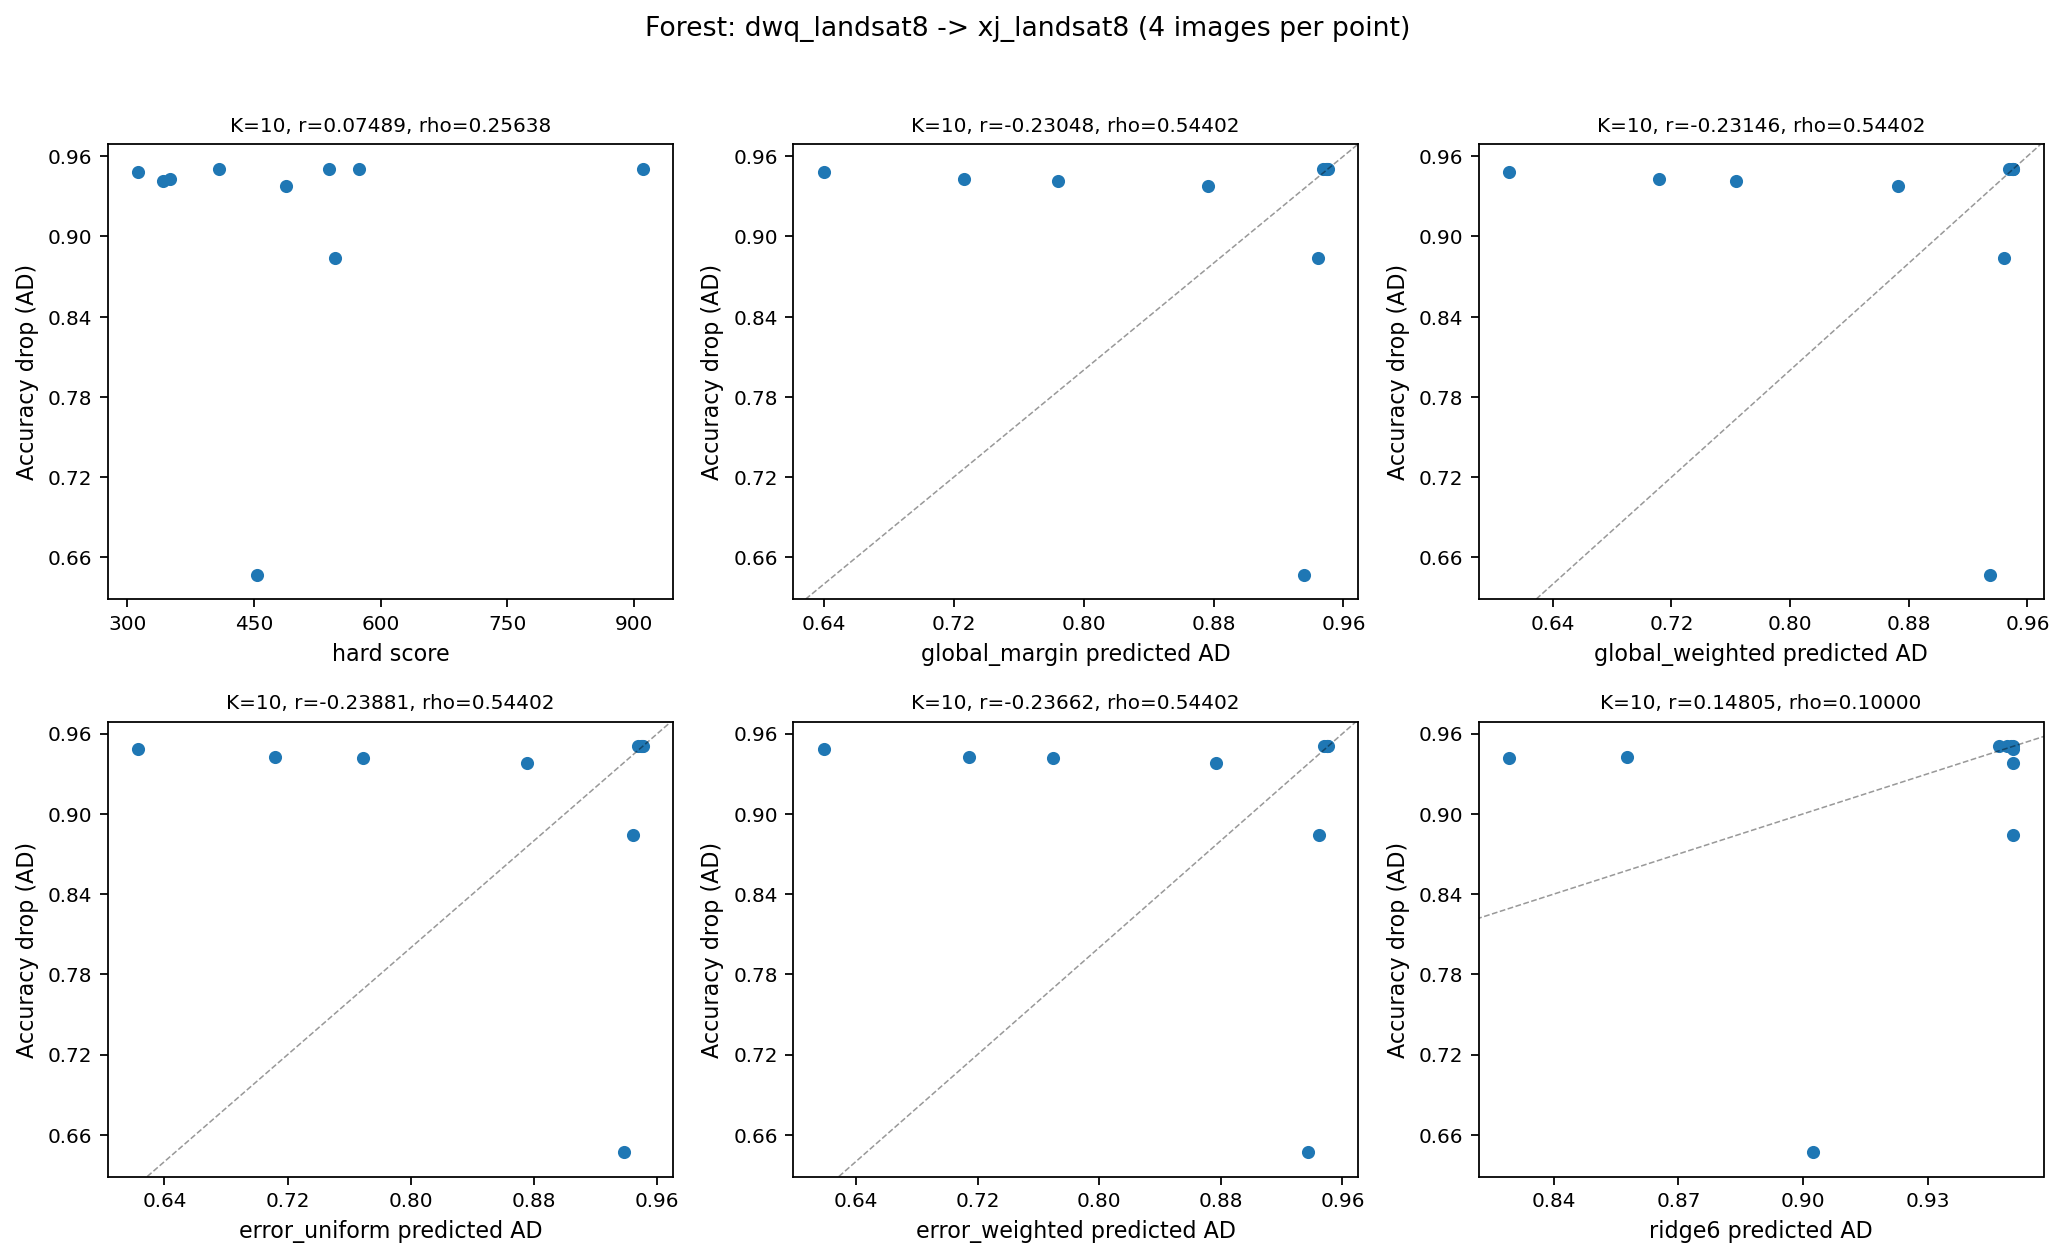 Forest: dwq_landsat8 -> xj_landsat8 (4 images per point)
K=10, r=0.07489, rho=0.25638
0.96
0.90
0.84
0.78
0.72
0.66
Accuracy drop (AD)
300 450 600 750 900
hard score
K=10, r=-0.23048, rho=0.54402
0.96
0.90
0.84
0.78
0.72
0.66
Accuracy drop (AD)
0.64 0.72 0.80 0.88 0.96
global_margin predicted AD
K=10, r=-0.23146, rho=0.54402
0.96
0.90
0.84
0.78
0.72
0.66
Accuracy drop (AD)
0.64 0.72 0.80 0.88 0.96
global_weighted predicted AD
K=10, r=-0.23881, rho=0.54402
0.96
0.90
0.84
0.78
0.72
0.66
Accuracy drop (AD)
0.64 0.72 0.80 0.88 0.96
error_uniform predicted AD
K=10, r=-0.23662, rho=0.54402
0.96
0.90
0.84
0.78
0.72
0.66
Accuracy drop (AD)
0.64 0.72 0.80 0.88 0.96
error_weighted predicted AD
K=10, r=0.14805, rho=0.10000
0.96
0.90
0.84
0.78
0.72
0.66
Accuracy drop (AD)
0.84 0.87 0.90 0.93
ridge6 predicted AD